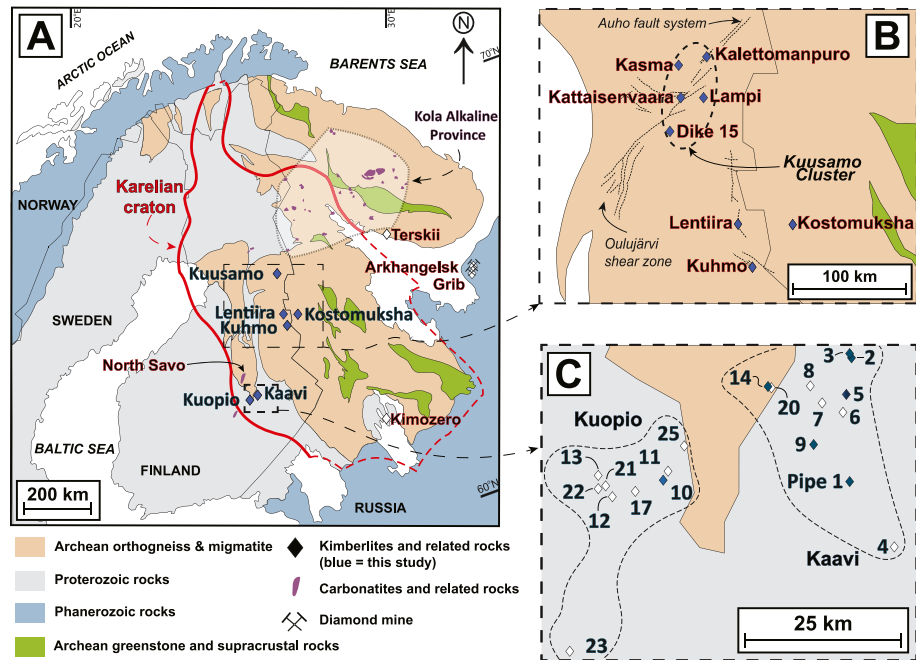 A
20°E
30°E
N
70°N
ARCTIC OCEAN
BARENTS SEA
Kola Alkaline
Province
NORWAY
Karelian
craton
Terskii
Arkhangelsk
Grib
Kuusamo
SWEDEN
Lentiira
Kostomuksha
Kuhmo
North Savo
Kaavi
Kuopio
Kimozero
BALTIC SEA
FINLAND
60°N
200 km
RUSSIA
Archean orthogneiss & migmatite
Proterozoic rocks
Phanerozoic rocks
Archean greenstone and supracrustal rocks
Kimberlites and related rocks
(blue = this study)
Carbonatites and related rocks
Diamond mine
B
Auho fault system
Kalettomanpuro
Kasma
Kattaisenvaara
Lampi
Dike 15
Kuusamo
Cluster
Lentiira
Kostomuksha
Oulujärvi
shear zone
Kuhmo
100 km
C
3
2
8
14
5
20
7
6
Kuopio
25
9
13
21
11
Pipe 1
22
10
12
17
4
Kaavi
23
25 km